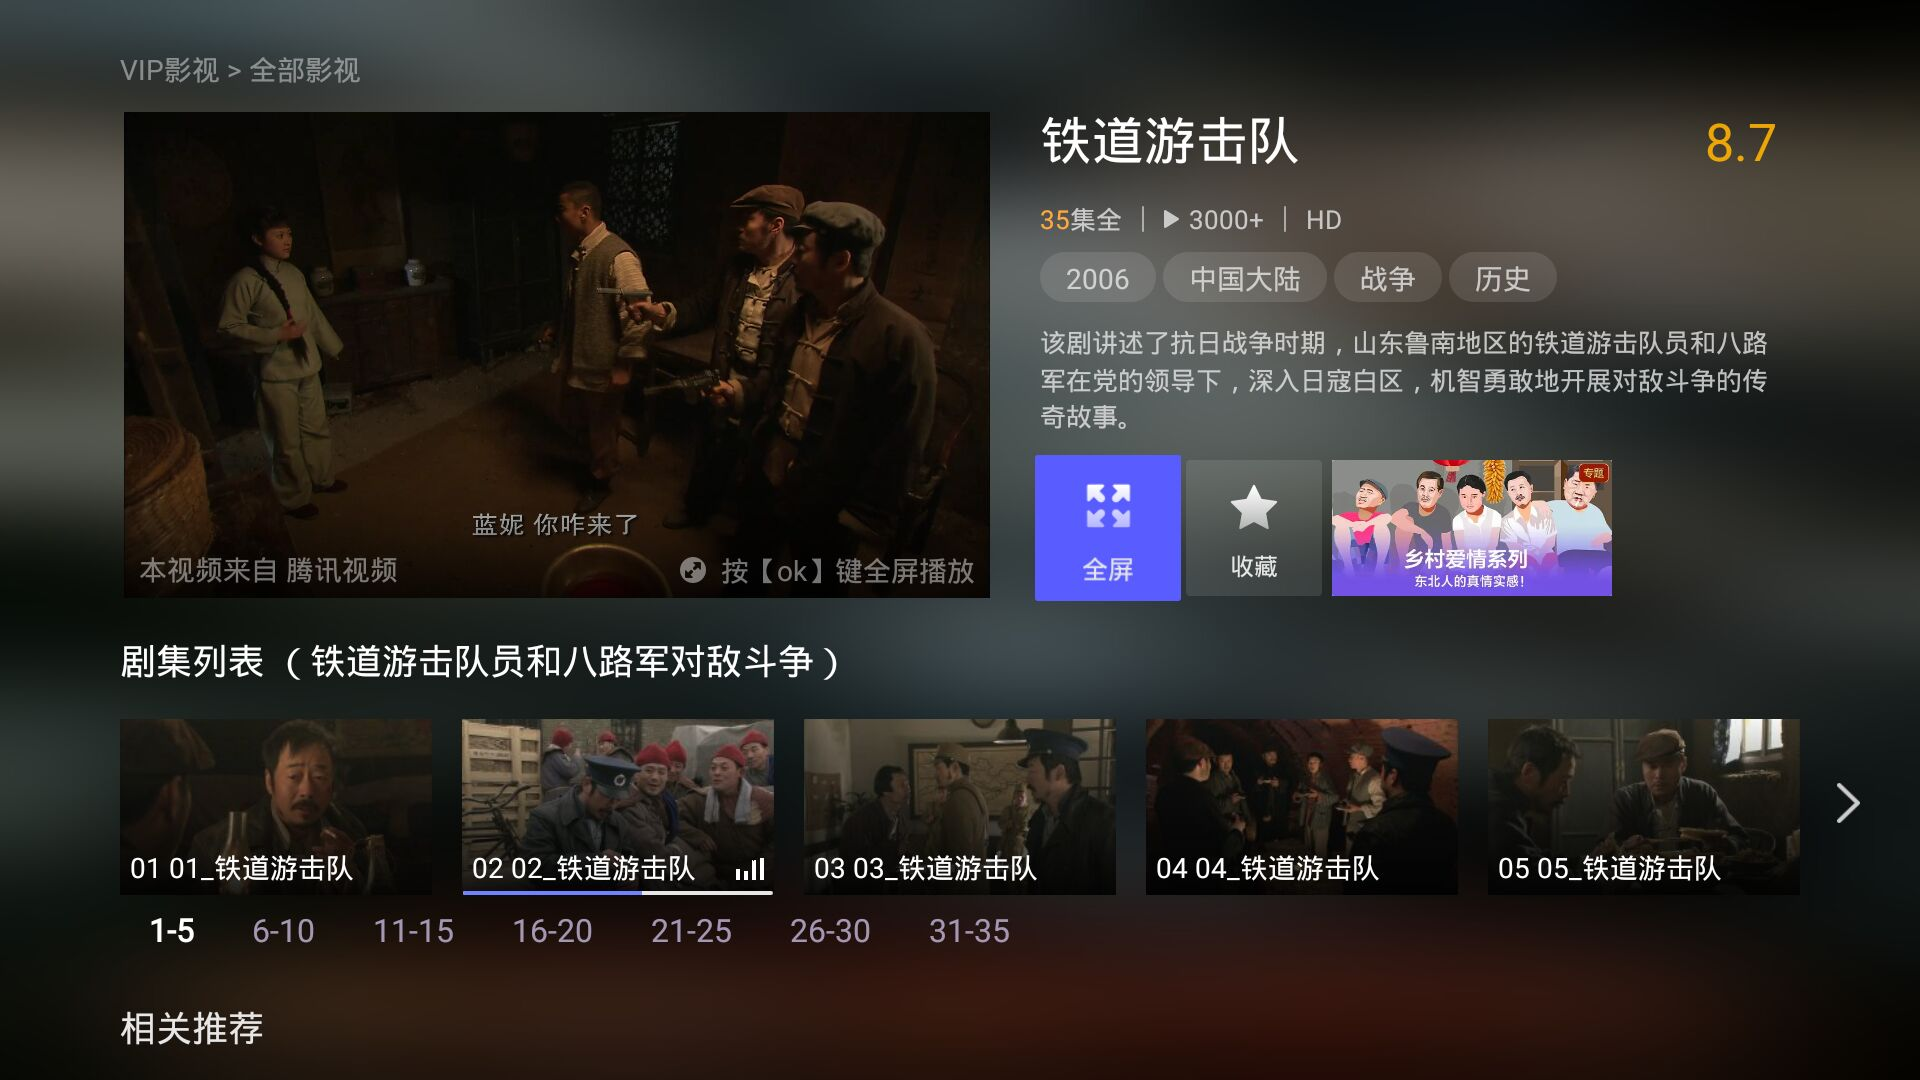 VIP影视 > 全部影视
蓝妮 你咋来了
本视频来自 腾讯视频
按【ok】键全屏播放
铁道游击队
8.7
35集全 | 3000+ | HD
2006 中国大陆 战争 历史
该剧讲述了抗日战争时期，山东鲁南地区的铁道游击队员和八路
军在党的领导下，深入日寇白区，机智勇敢地开展对敌斗争的传
奇故事。
全屏
收藏
专题
乡村爱情系列
东北人的真情实感！
剧集列表 （铁道游击队员和八路军对敌斗争）
01 01_铁道游击队
02 02_铁道游击队
03 03_铁道游击队
04 04_铁道游击队
05 05_铁道游击队
1-5 6-10 11-15 16-20 21-25 26-30 31-35
相关推荐